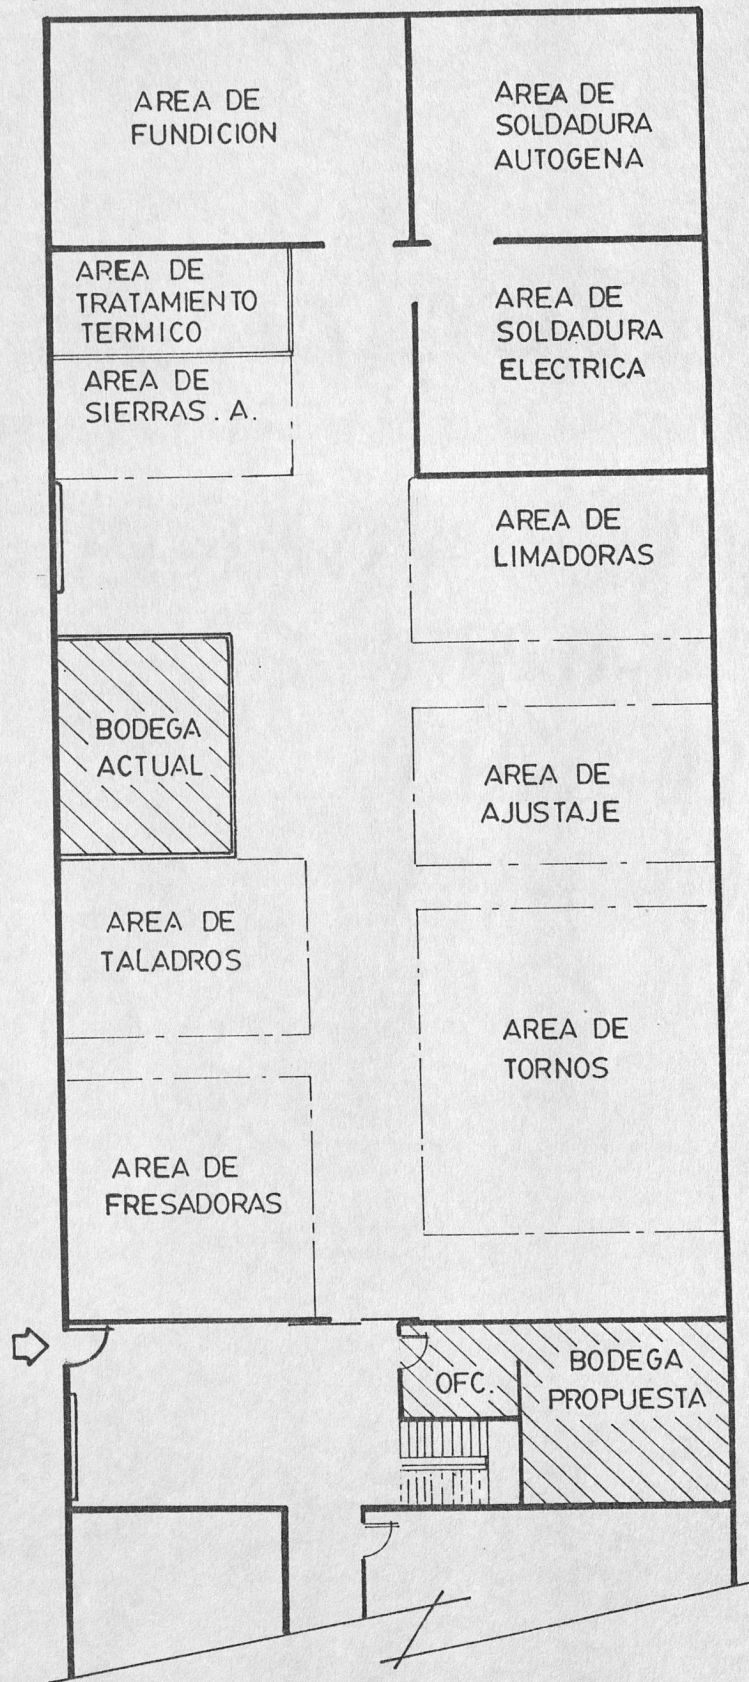 AREA DE
FUNDICION
AREA DE
SOLDADURA
AUTOGENA
AREA DE
TRATAMIENTO
TERMICO
AREA DE
SOLDADURA
ELECTRICA
AREA DE
SIERRAS . A.
AREA DE
LIMADORAS
BODEGA
ACTUAL
AREA DE
AJUSTAJE
AREA DE
TALADROS
AREA DE
TORNOS
AREA DE
FRESADORAS
OFC.
BODEGA
PROPUESTA